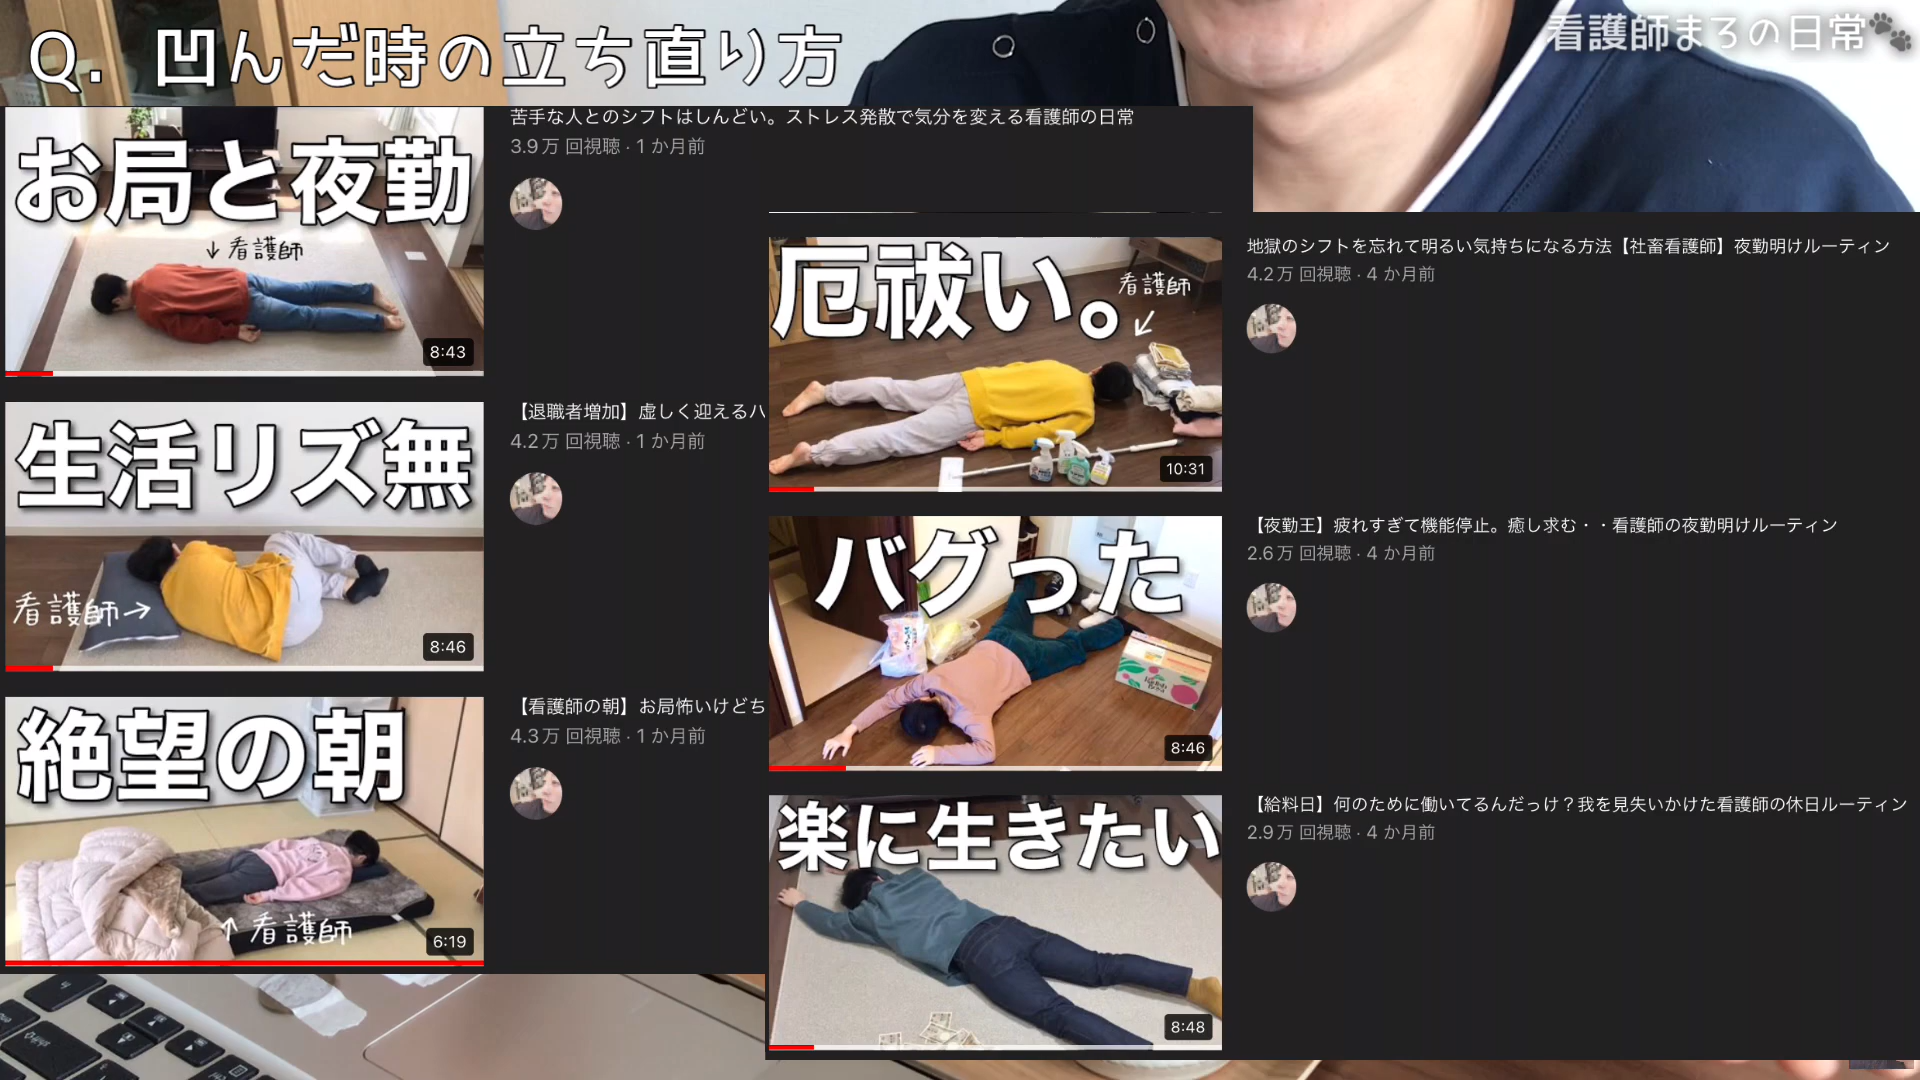 Q. 凹んだ時の立ち直り方
看護師まろの日常
お局と夜勤
↓看護師
8:43
苦手な人とのシフトはしんどい。ストレス発散で気分を変える看護師の日常
3.9万 回視聴・1 か月前
生活リズ無
看護師→
8:46
【退職者増加】虚しく迎えるハ
4.2万 回視聴・1 か月前
絶望の朝
↑看護師
6:19
【看護師の朝】お局怖いけどち
4.3万 回視聴・1 か月前
厄祓い。
看護師
10:31
地獄のシフトを忘れて明るい気持ちになる方法【社畜看護師】夜勤明けルーティン
4.2万 回視聴・4 か月前
バグった
8:46
【夜勤王】疲れすぎて機能停止。癒し求む・・看護師の夜勤明けルーティン
2.6万 回視聴・4 か月前
楽に生きたい
8:48
【給料日】何のために働いてるんだっけ？我を見失いかけた看護師の休日ルーティン
2.9万 回視聴・4 か月前